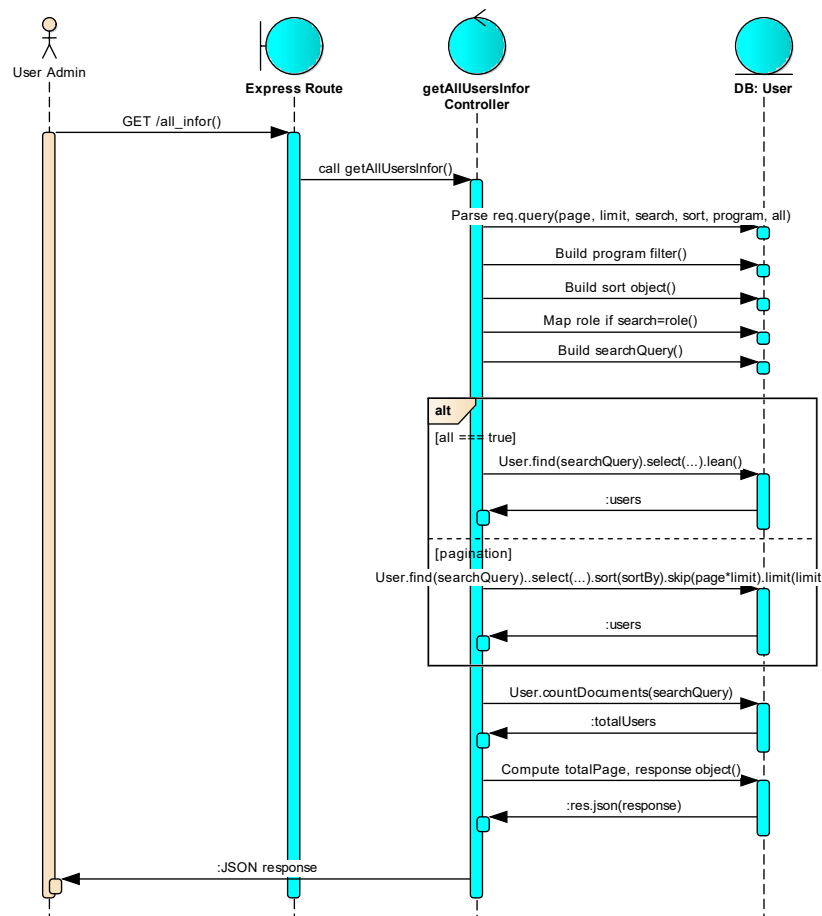 User Admin
Express Route
getAllUsersInfor
Controller
DB: User
GET /all_infor()
call getAllUsersInfor()
Parse req.query(page, limit, search, sort, program, all)
Build program filter()
Build sort object()
Map role if search=role()
Build searchQuery()
alt
[all === true]
User.find(searchQuery).select(...).lean()
:users
[pagination]
User.find(searchQuery)..select(...).sort(sortBy).skip(page*limit).limit(limit
:users
User.countDocuments(searchQuery)
:totalUsers
Compute totalPage, response object()
:res.json(response)
:JSON response